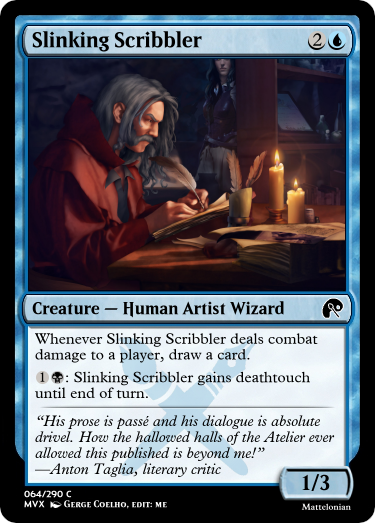 Slinking Scribbler 2
Creature — Human Artist Wizard
Whenever Slinking Scribbler deals combat
damage to a player, draw a card.
1: Slinking Scribbler gains deathtouch
until end of turn.
“His prose is passé and his dialogue is absolute
drivel. How the hallowed halls of the Atelier ever
allowed this published is beyond me!”
—Anton Taglia, literary critic
1/3
064/290 C
MVX GERGE COELHO, EDIT: ME
Mattelonian